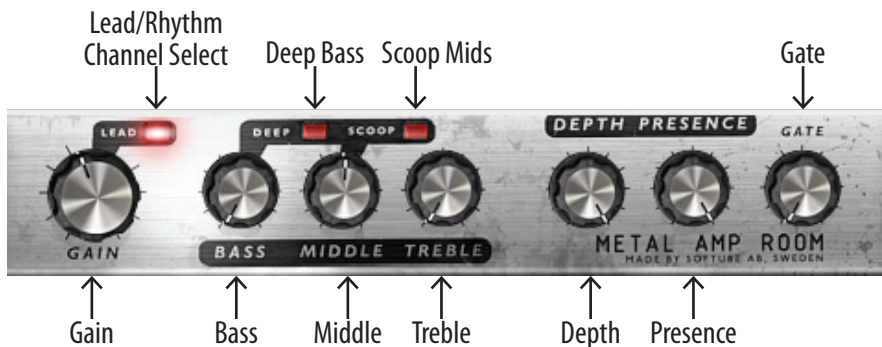 Lead/Rhythm
Channel Select
Deep Bass
Scoop Mids
Gate
LEAD
DEEP
SCOOP
DEPTH PRESENCE
GATE
GAIN
BASS MIDDLE TREBLE
METAL AMP ROOM
MADE BY SOFTUBE AB, SWEDEN
Gain
Bass
Middle
Treble
Depth
Presence